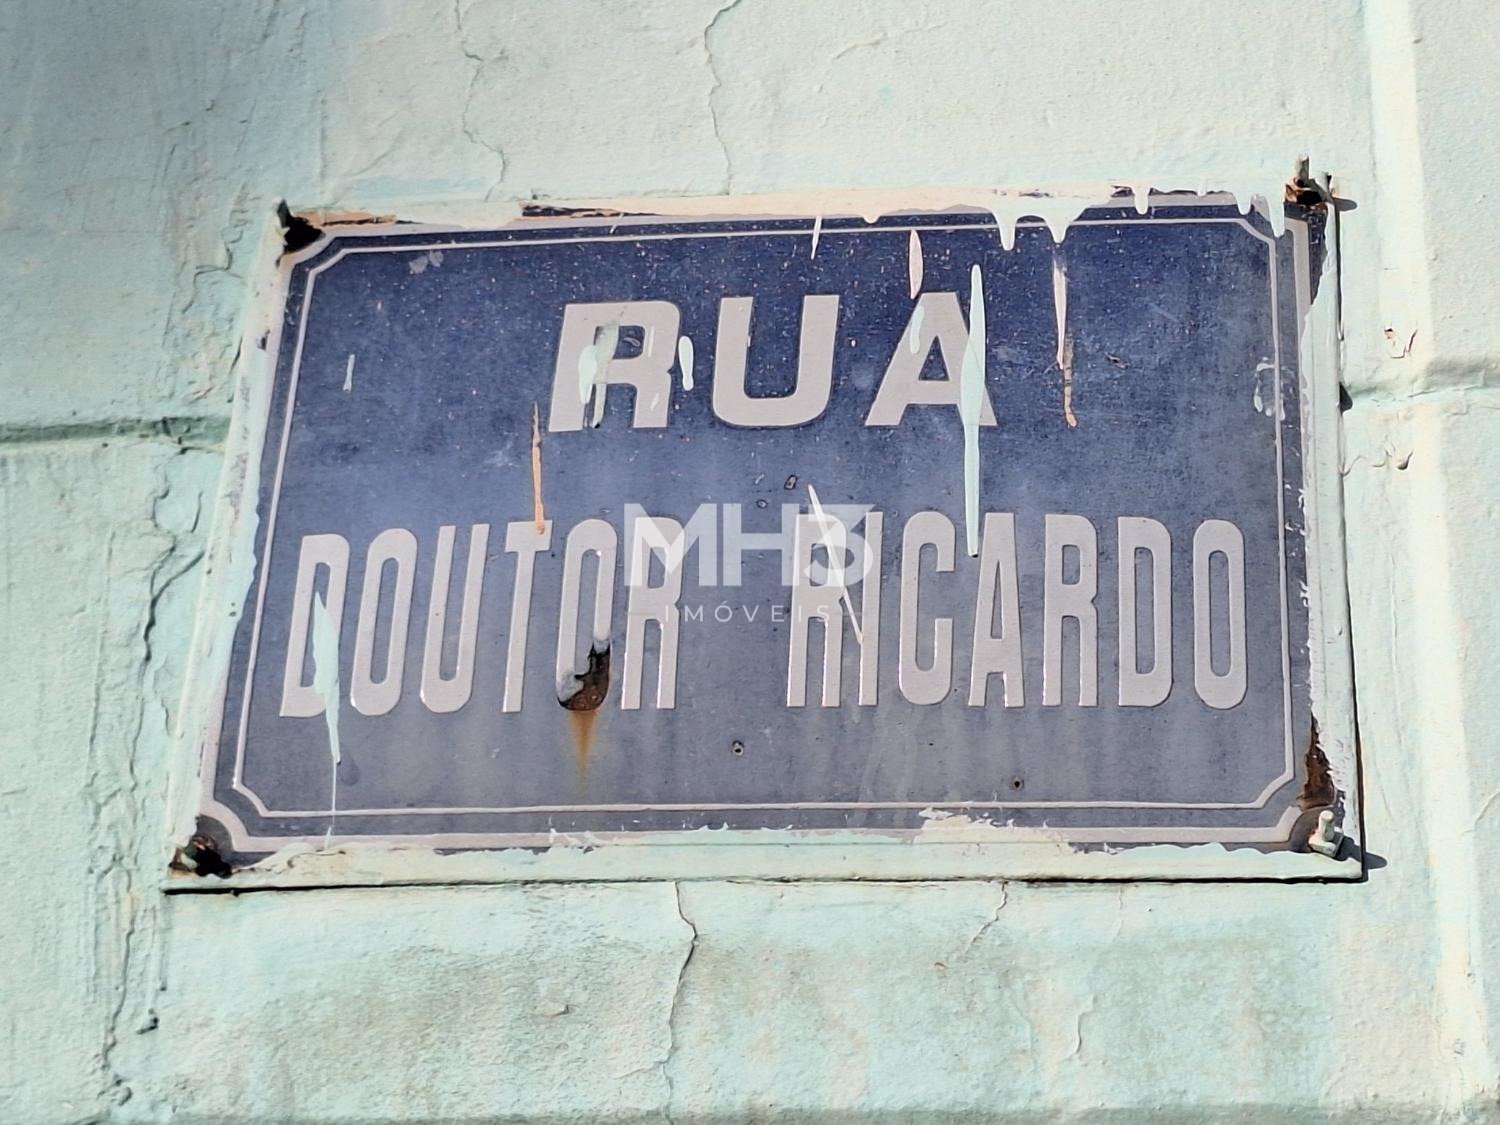 RUA
DOUTOR RICARDO
MH3
IMÓVEIS